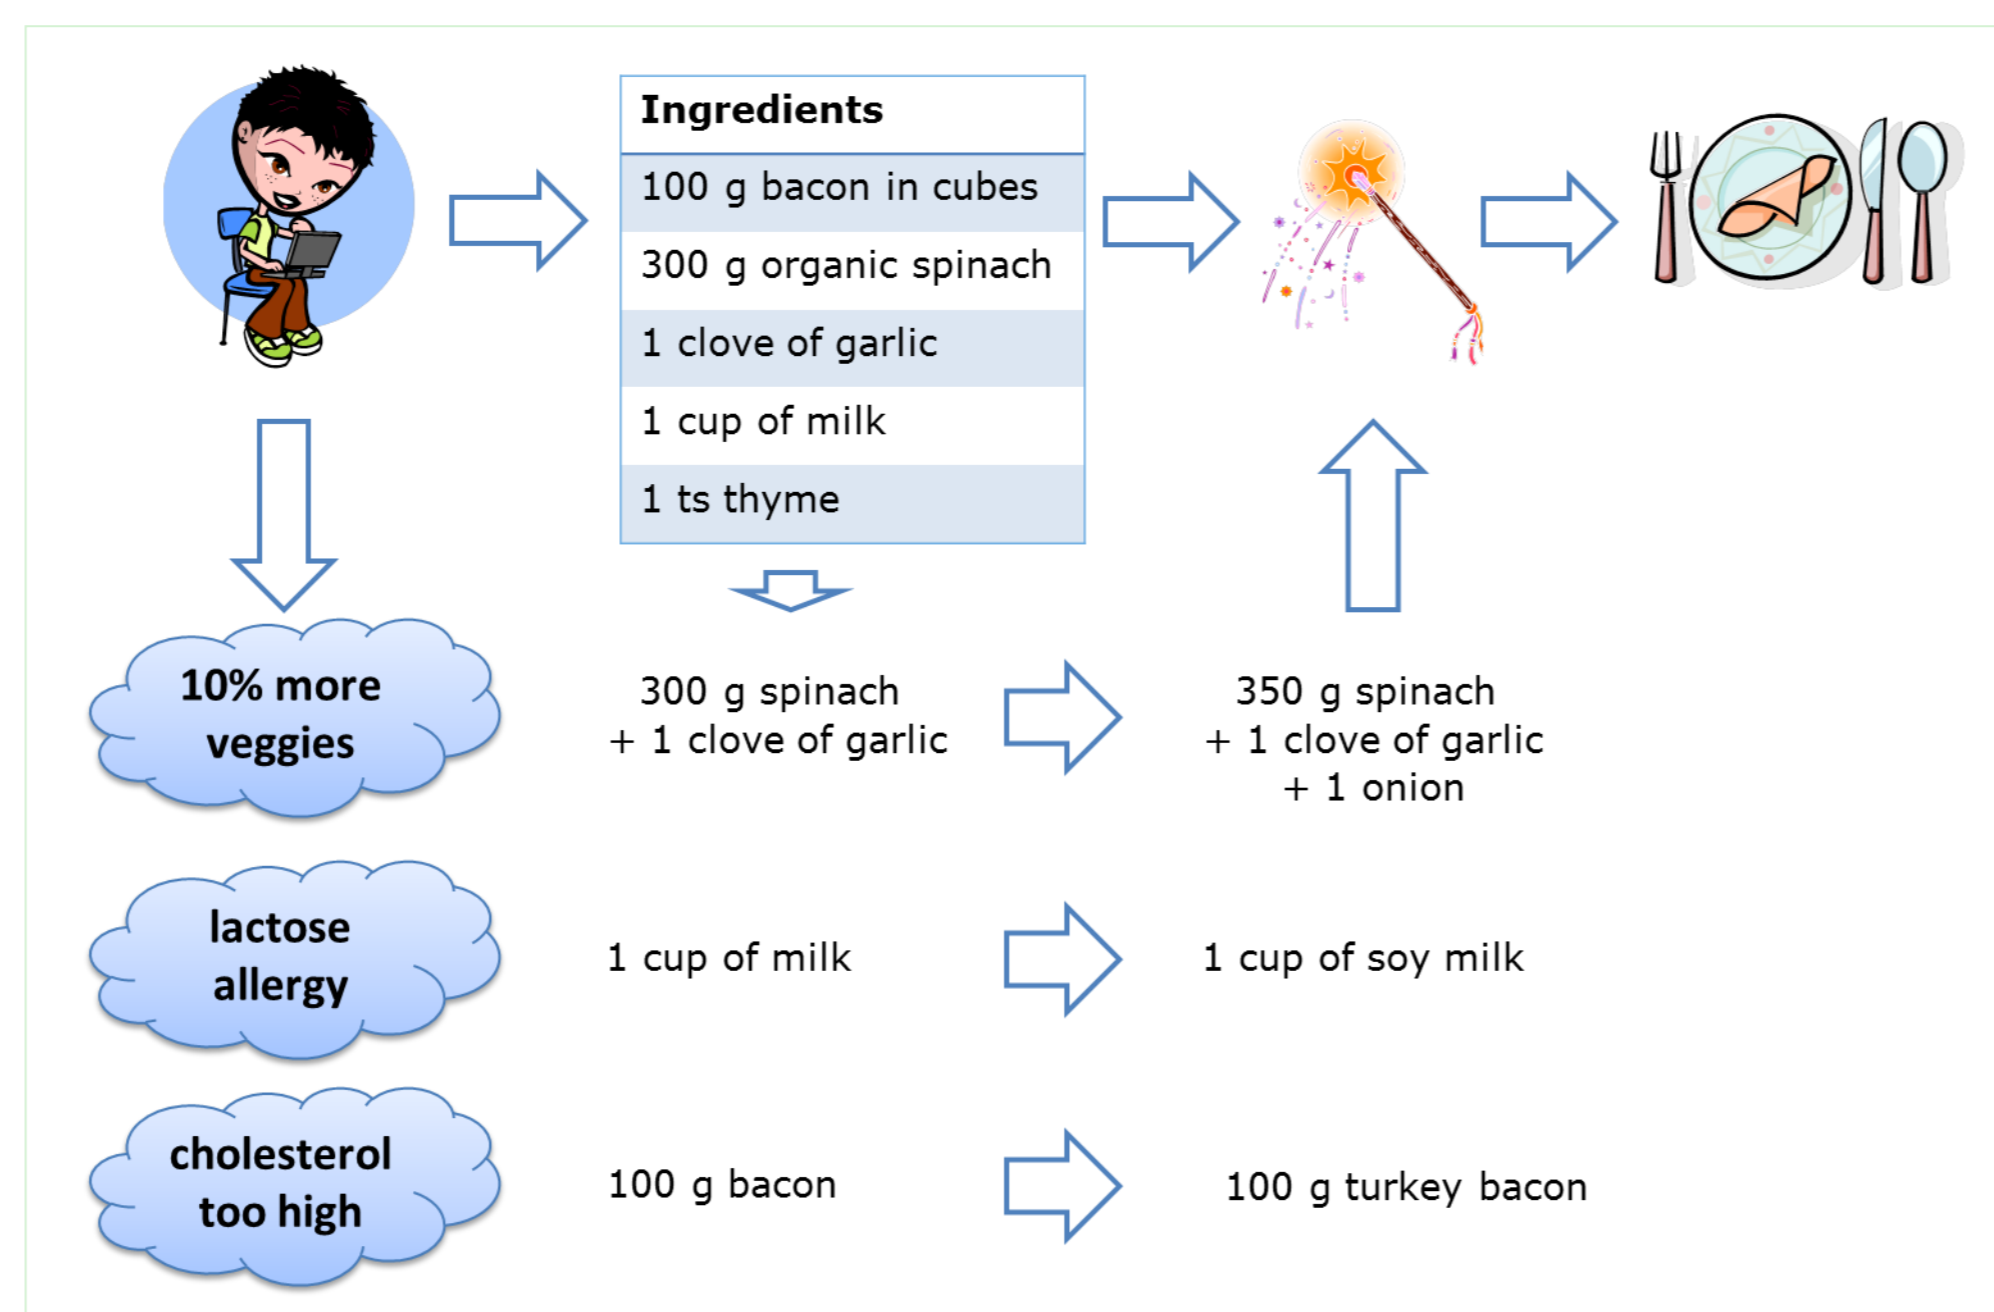 Ingredients
100 g bacon in cubes
300 g organic spinach
1 clove of garlic
1 cup of milk
1 ts thyme
10% more
veggies
300 g spinach
+ 1 clove of garlic
350 g spinach
+ 1 clove of garlic
+ 1 onion
lactose
allergy
1 cup of milk
1 cup of soy milk
cholesterol
too high
100 g bacon
100 g turkey bacon